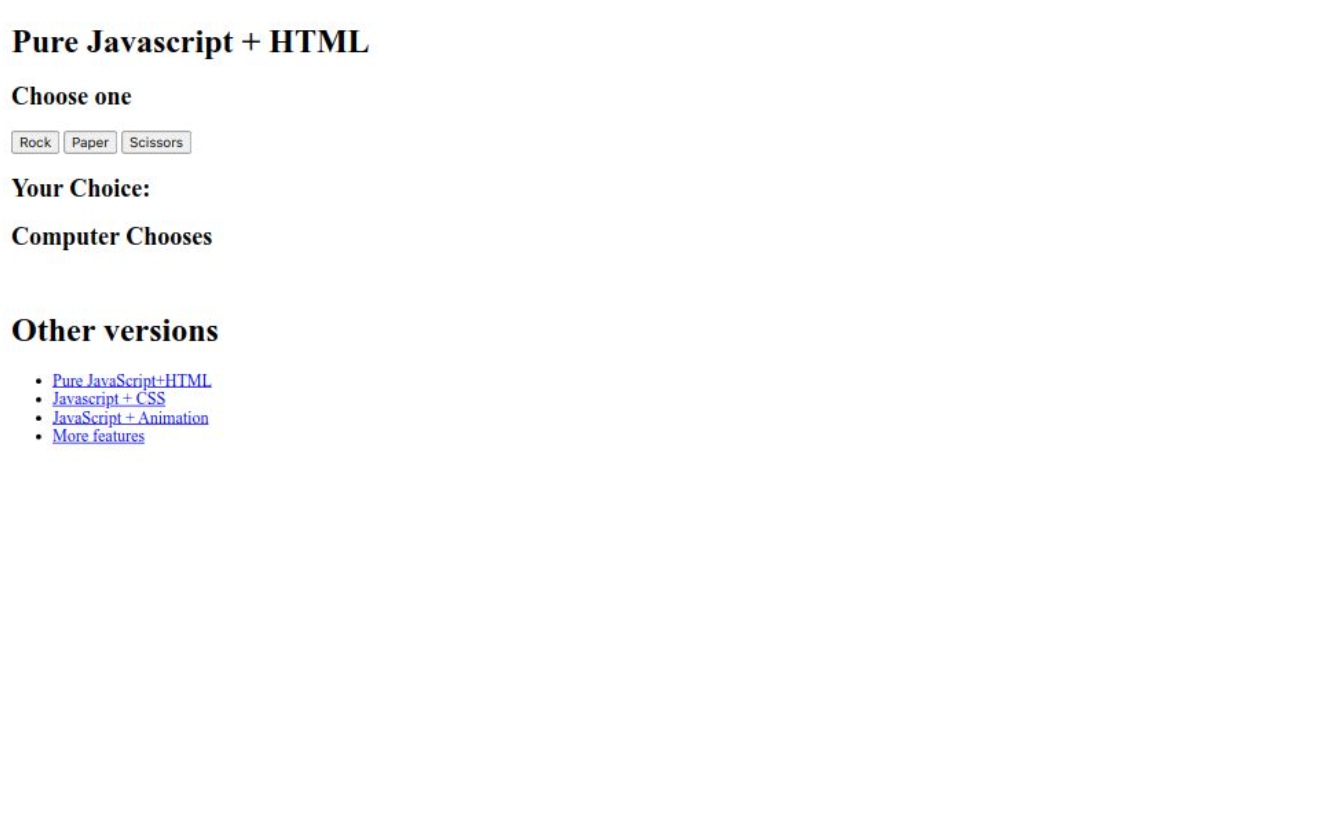 Pure Javascript + HTML
Choose one
Rock Paper Scissors
Your Choice:
Computer Chooses
Other versions
Pure JavaScript+HTML
Javascript + CSS
JavaScript + Animation
More features